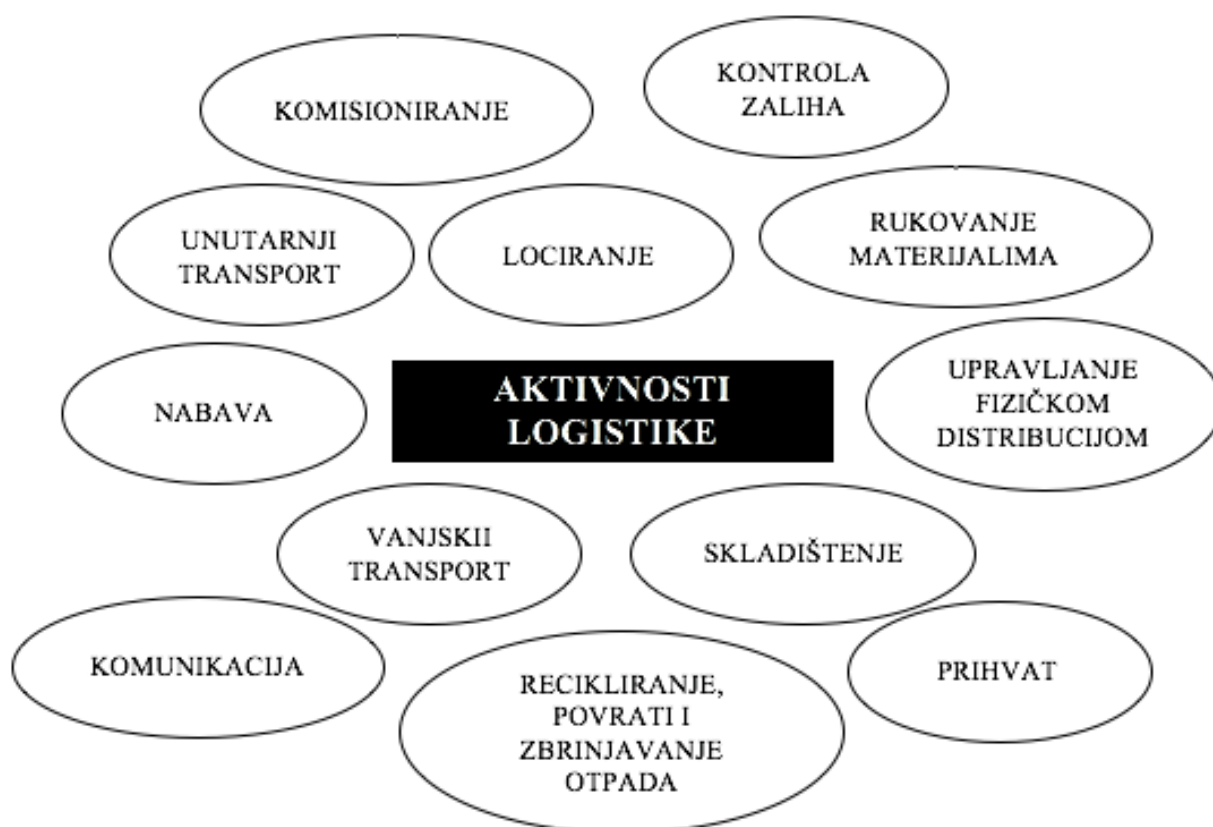 KOMISIONIRANJE
KONTROLA
ZALIHA
UNUTARNJI
TRANSPORT
LOCIRANJE
RUKOVANJE
MATERIJALIMA
NABAVA
AKTIVNOSTI
LOGISTIKE
UPRAVLJANJE
FIZIČKOM
DISTRIBUCIJOM
VANJSKII
TRANSPORT
SKLADIŠTENJE
KOMUNIKACIJA
RECIKLIRANJE,
POVRATI I
ZBRINJAVANJE
OTPADA
PRIHVAT